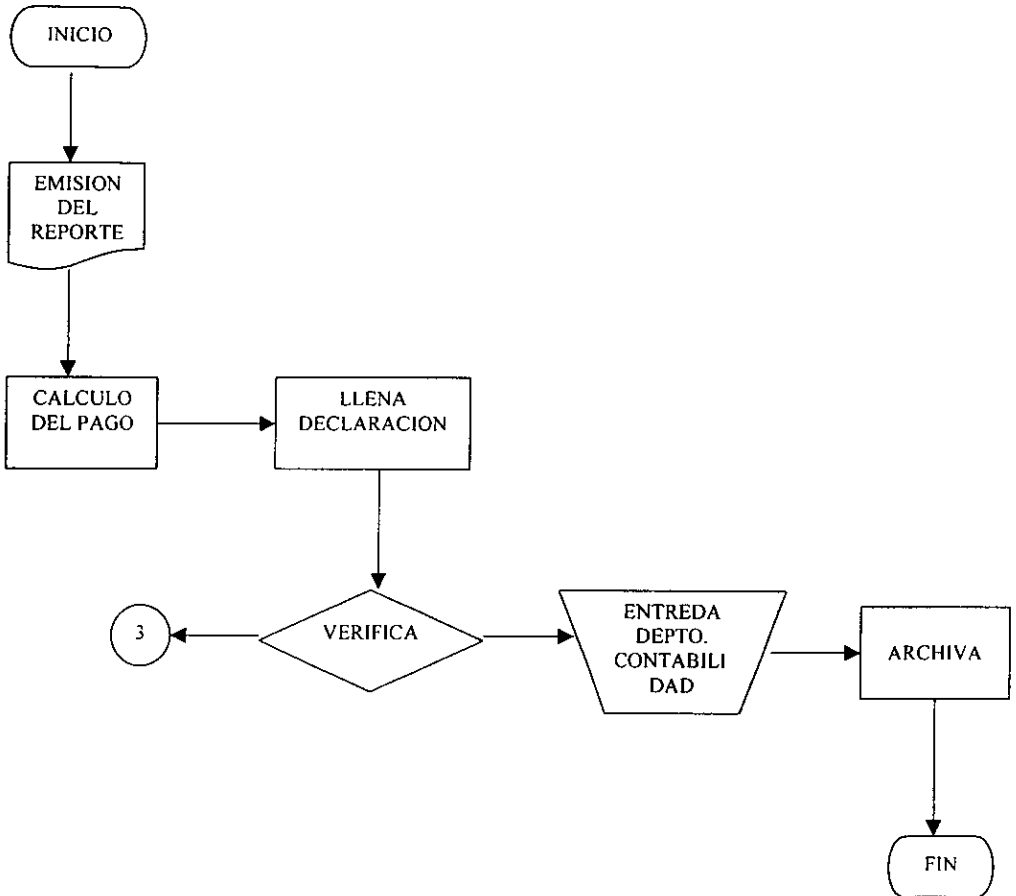 INICIO
EMISION
DEL
REPORTE
CALCULO
DEL PAGO
LLENA
DECLARACION
3
VERIFICA
ENTREDA
DEPTO.
CONTABILI
DAD
ARCHIVA
FIN